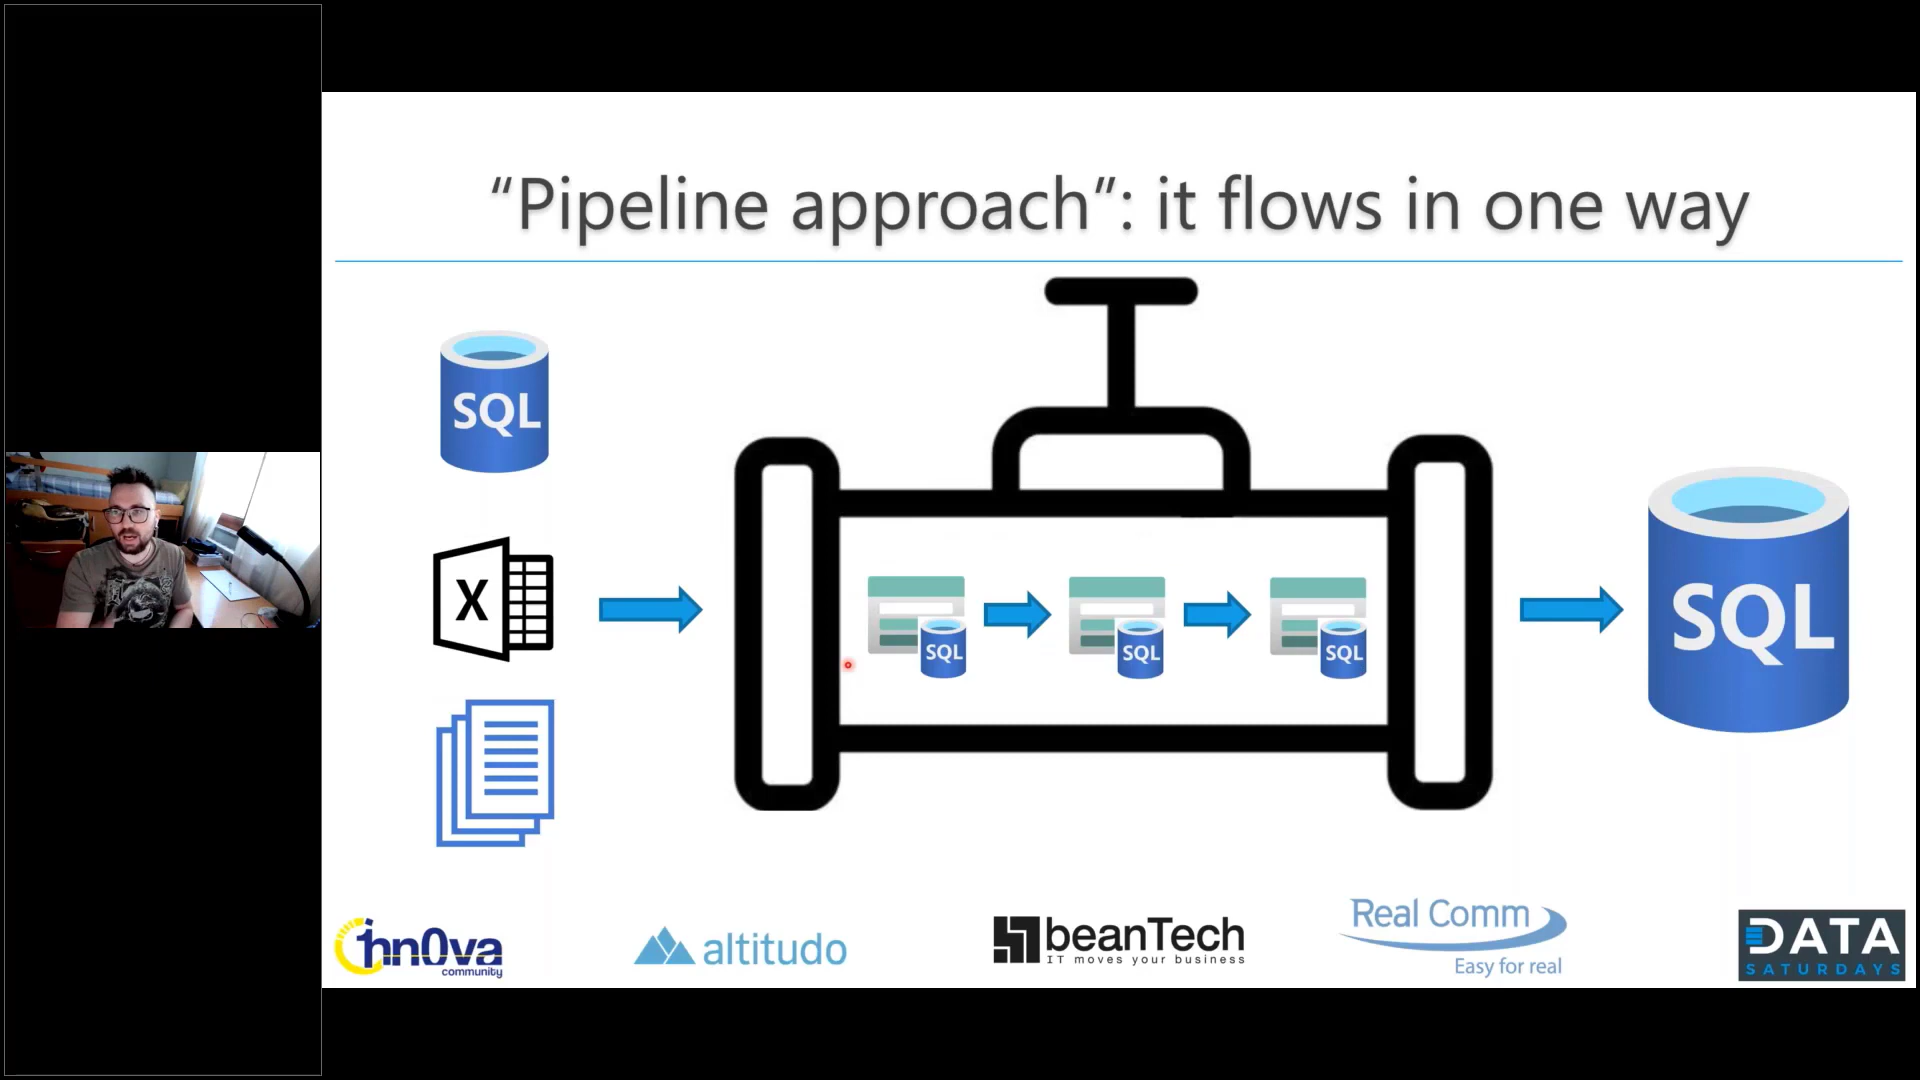 “Pipeline approach”: it flows in one way
SQL
X
SQL
SQL
SQL
SQL
1nn0va
community
altitudo
beanTech
IT moves your business
Real Comm
Easy for real
DATA
SATURDAYS